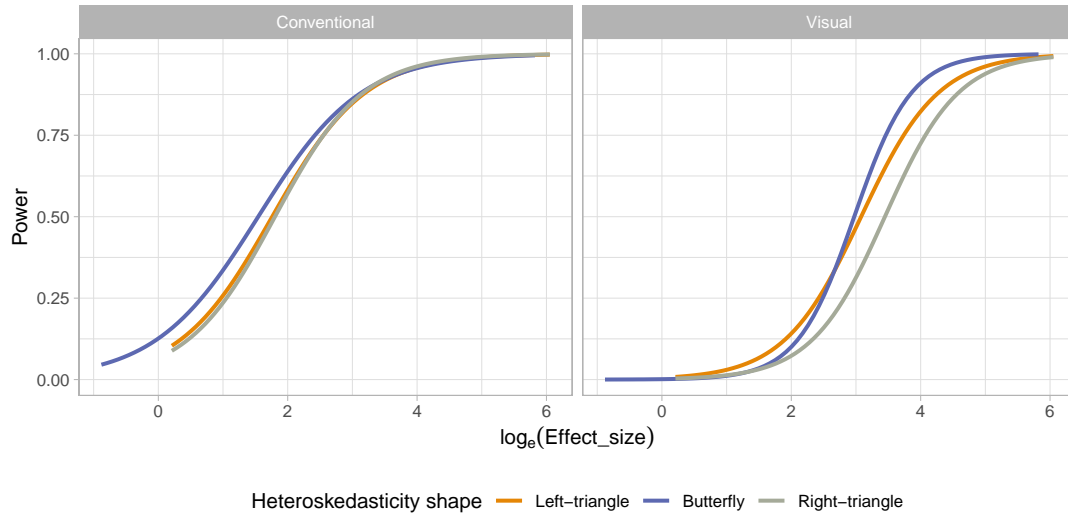 Conventional Visual
1.00
0.75
0.50
0.25
0.00
Power
0 2 4 6 0 2 4 6
logₑ(Effect_size)
Heteroskedasticity shape Left−triangle Butterfly Right−triangle